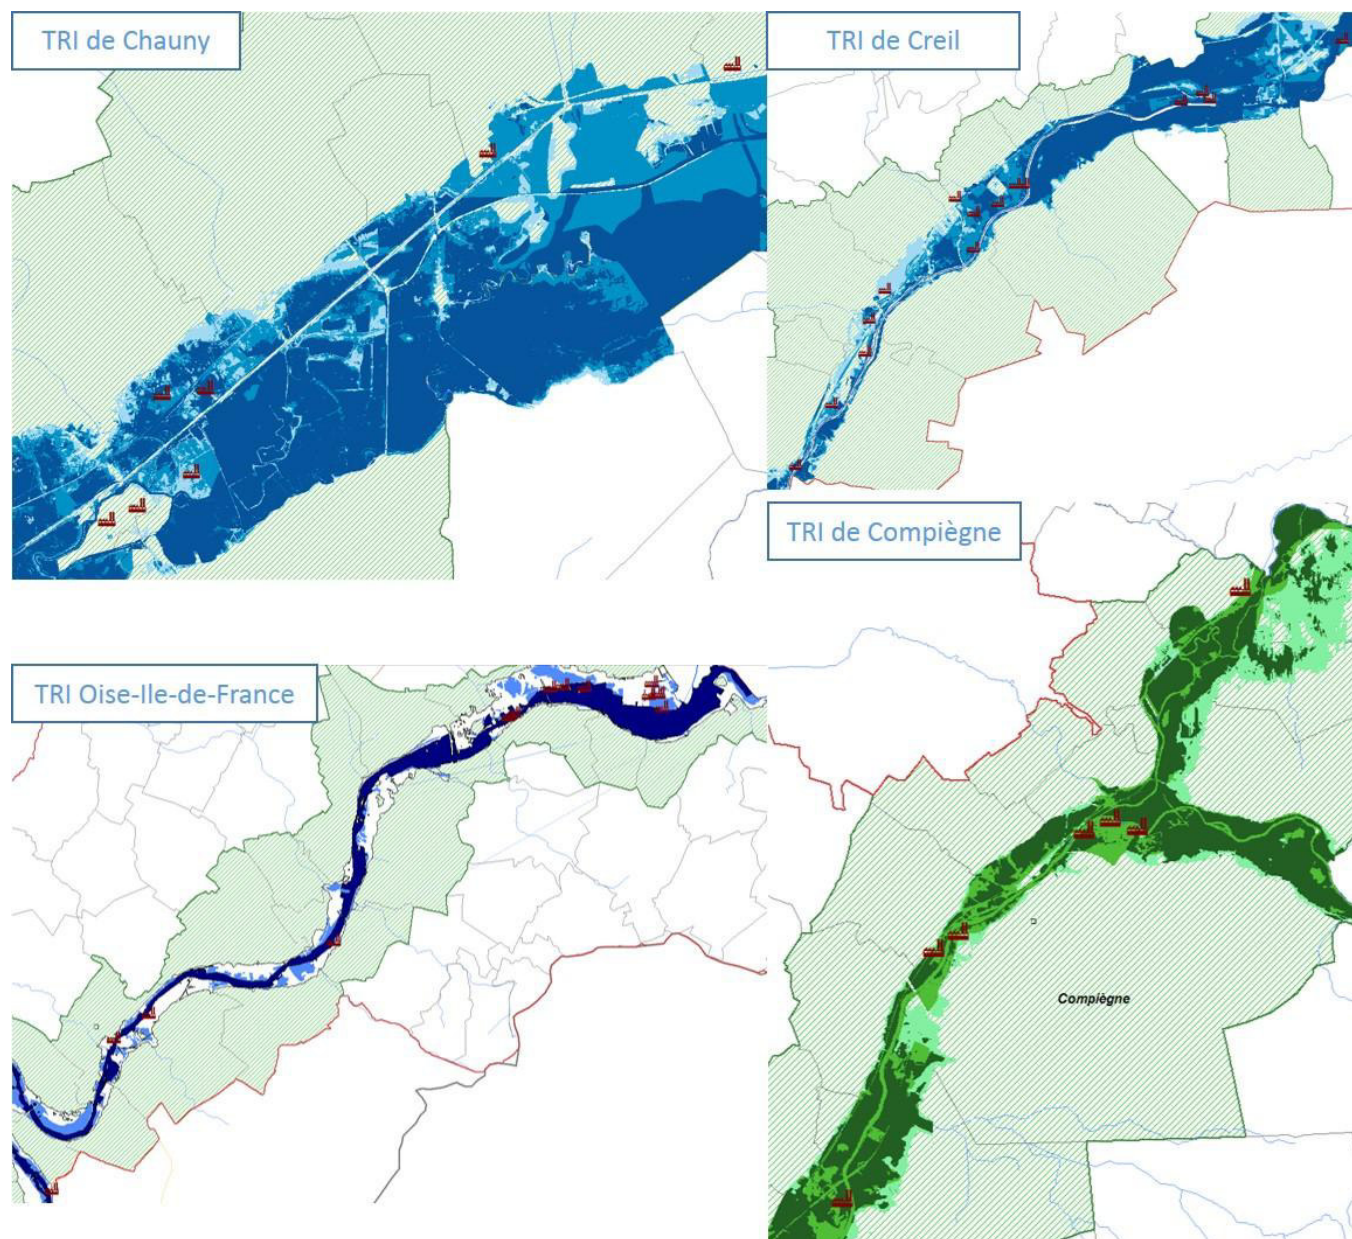 TRI de Chauny
TRI de Creil
TRI de Compiègne
TRI Oise-Ile-de-France
Compiègne